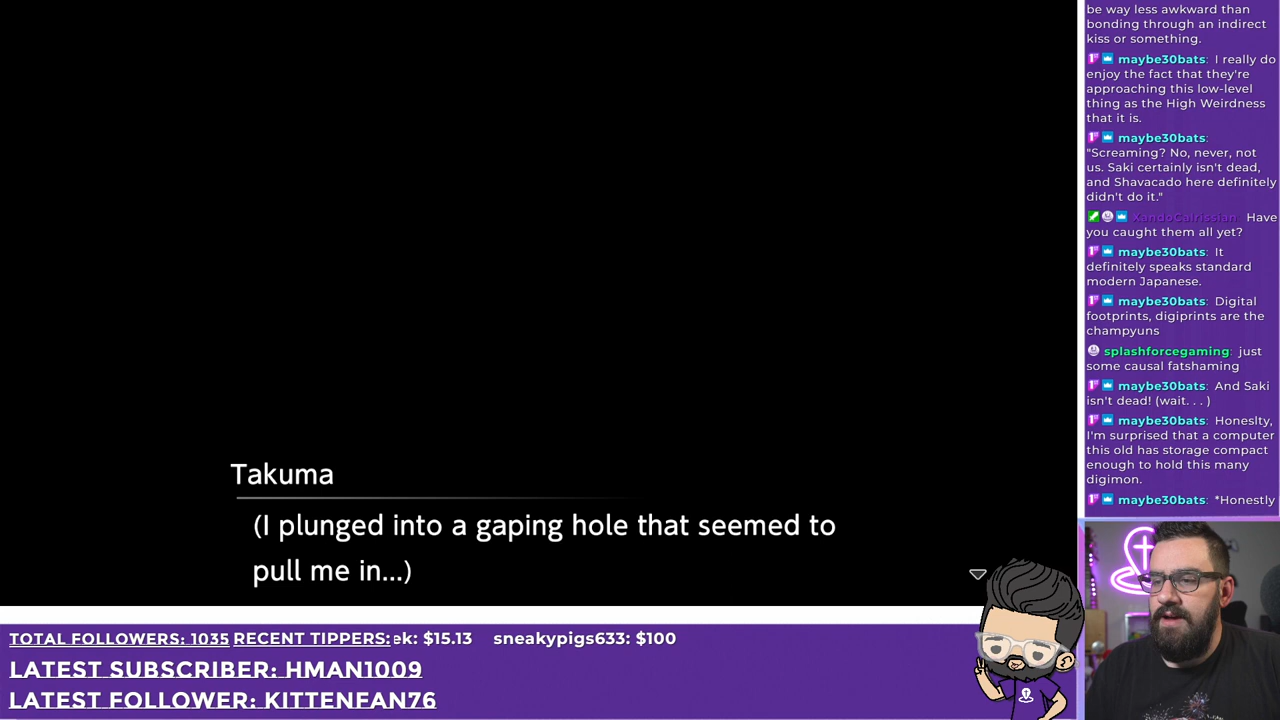 Takuma
(I plunged into a gaping hole that seemed to
pull me in...)
be way less awkward than
bonding through an indirect
kiss or something.
maybe30bats: I really do
enjoy the fact that they're
approaching this low-level
thing as the High Weirdness
that it is.
maybe30bats:
"Screaming? No, never, not
us. Saki certainly isn't dead,
and Shavacado here definitely
didn't do it."
XandoCalrissian: Have
you caught them all yet?
maybe30bats: It
definitely speaks standard
modern Japanese.
maybe30bats: Digital
footprints, digiprints are the
champyuns
splashforcegaming: just
some causal fatshaming
maybe30bats: And Saki
isn't dead! (wait. . . )
maybe30bats: Honeslty,
I'm surprised that a computer
this old has storage compact
enough to hold this many
digimon.
maybe30bats: *Honestly
TOTAL FOLLOWERS: 1035 RECENT TIPPERS: ek: $15.13 sneakypigs633: $100
LATEST SUBSCRIBER: HMAN1009
LATEST FOLLOWER: KITTENFAN76